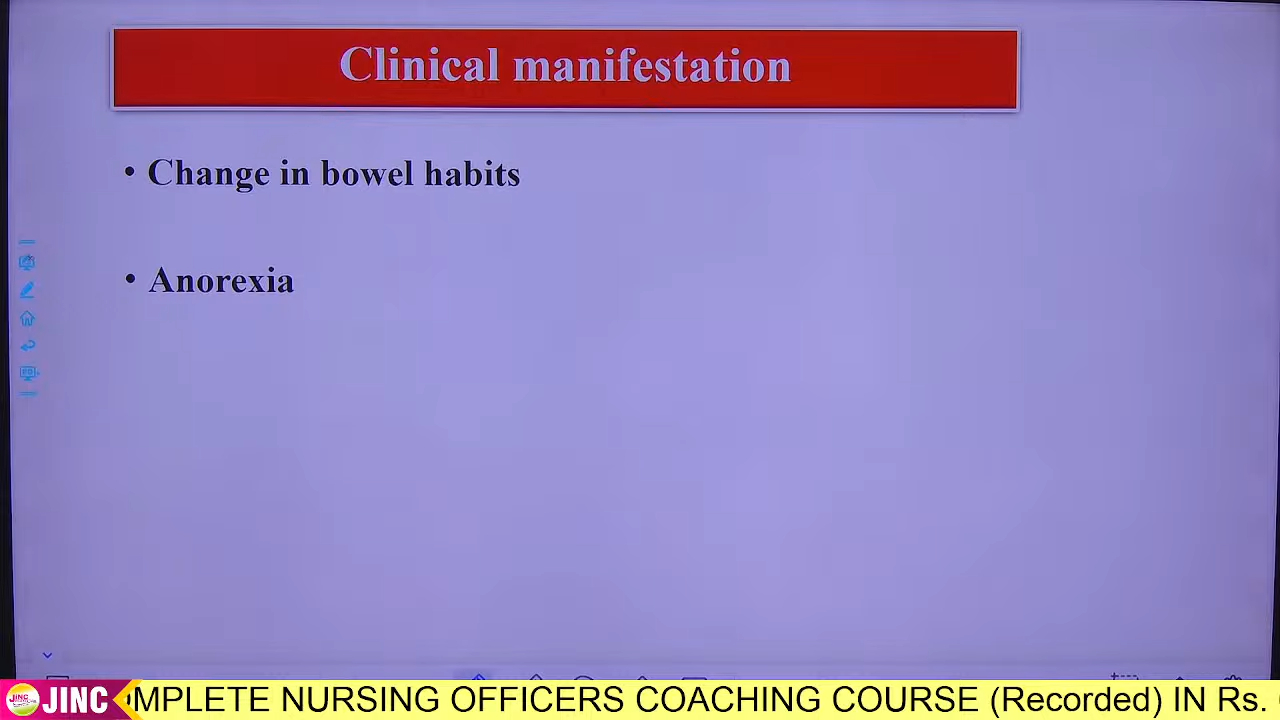 Clinical manifestation
• Change in bowel habits
• Anorexia
JINC
MPLETE NURSING OFFICERS COACHING COURSE (Recorded) IN Rs.